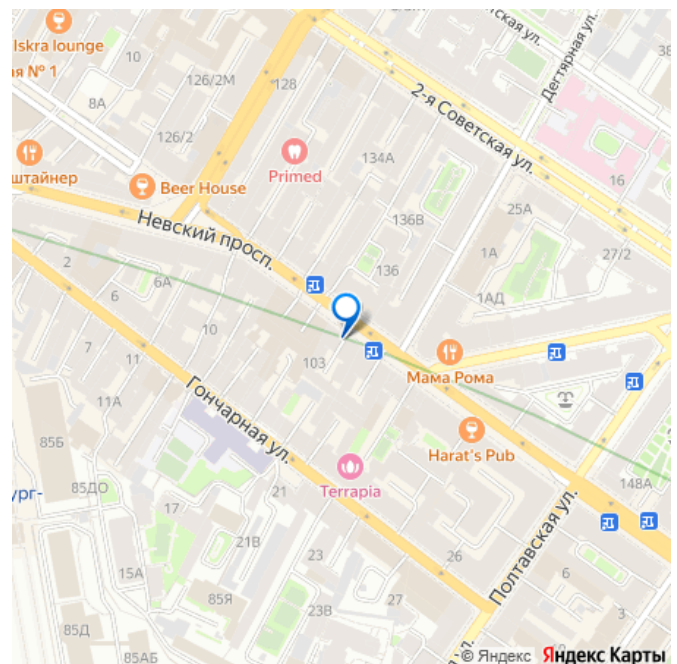 Iskra lounge
ая № 1
10
8А
126/2М
128
126/2
2-я Советская ул.
Дегтярная ул.
38
Primed
134А
16
штайнер
Beer House
Невский просп.
136В
25А
27/2
1А
136
1АД
2
6А
6
10
7
11
103
Мама Рома
11А
Гончарная ул.
Harat's Pub
85Б
Terrapia
148А
ург-
85ДО
17
21
Полтавская ул.
21В
23
26
6
15А
85Я
23В
27
3
85Д
85АБ
10
ул.
© Яндекс Яндекс Карты